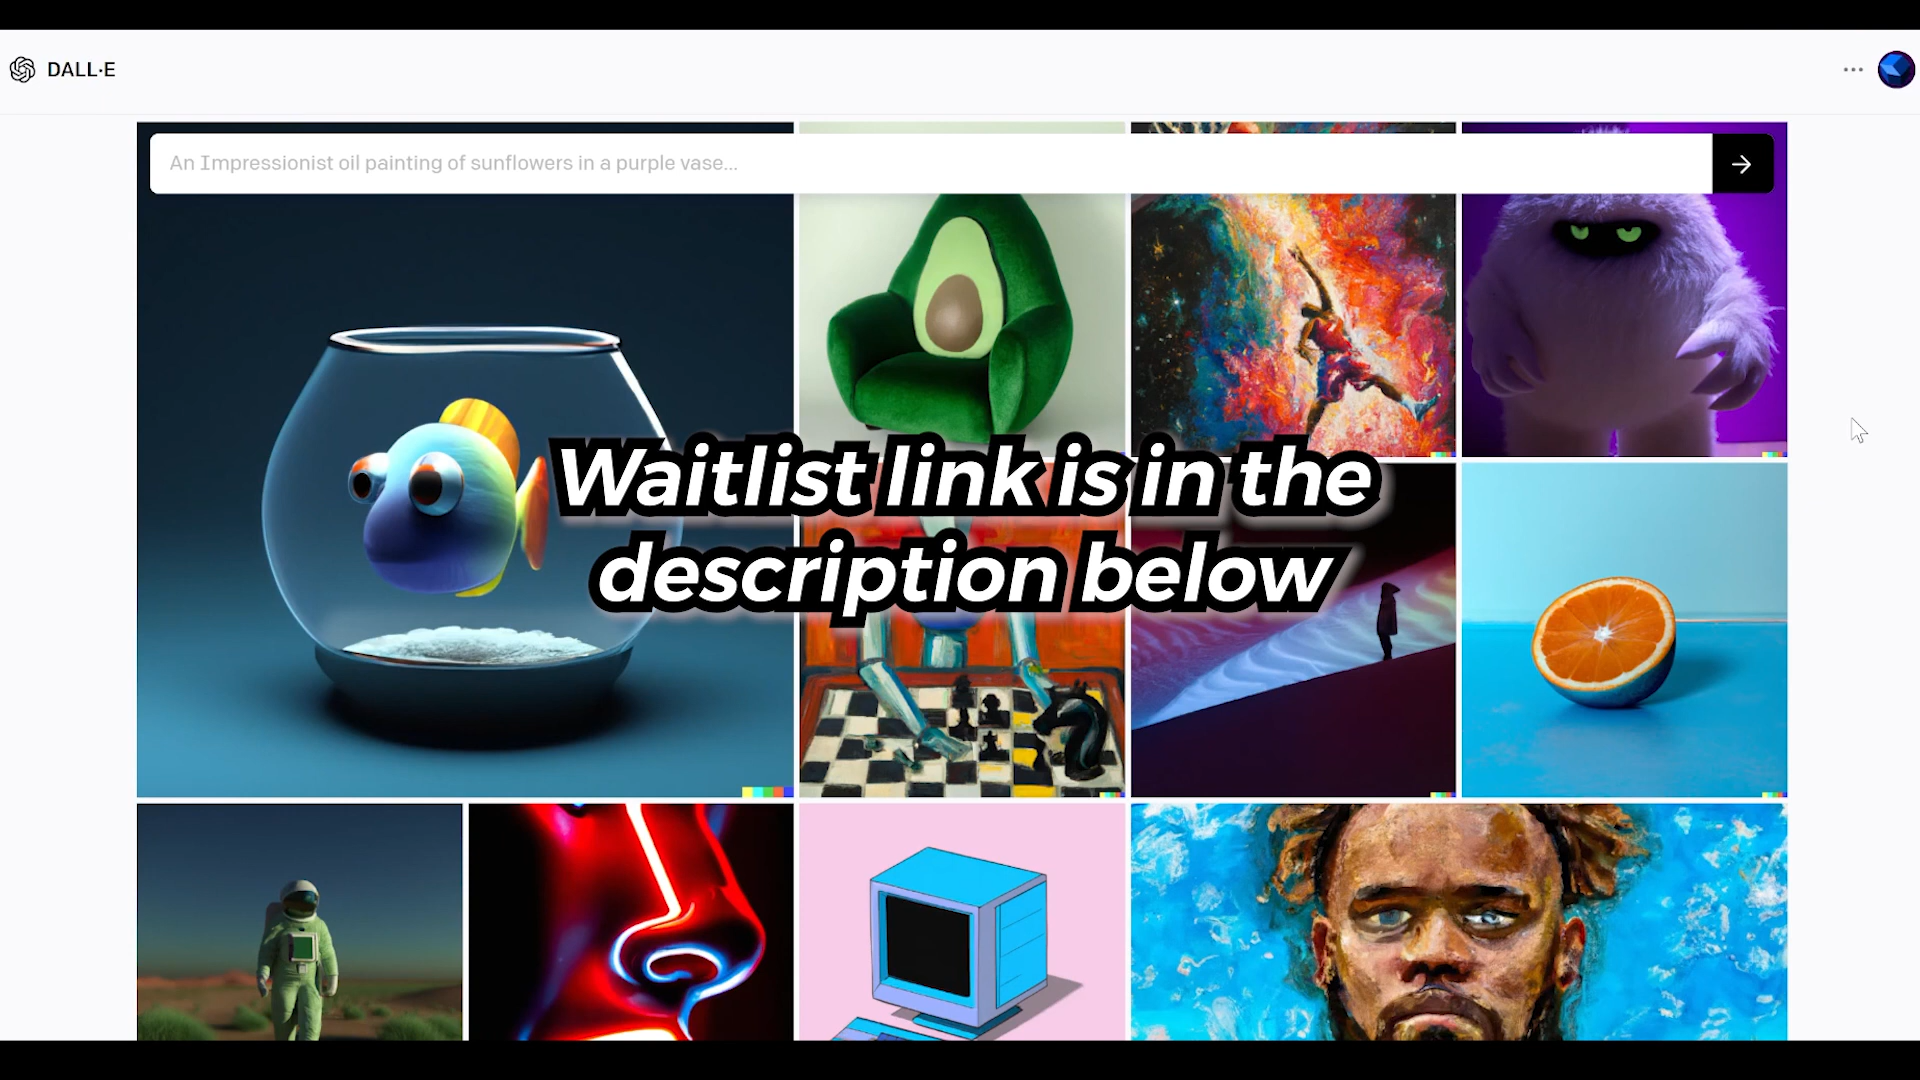 DALL·E
An Impressionist oil painting of sunflowers in a purple vase...
Waitlist link is in the
description below